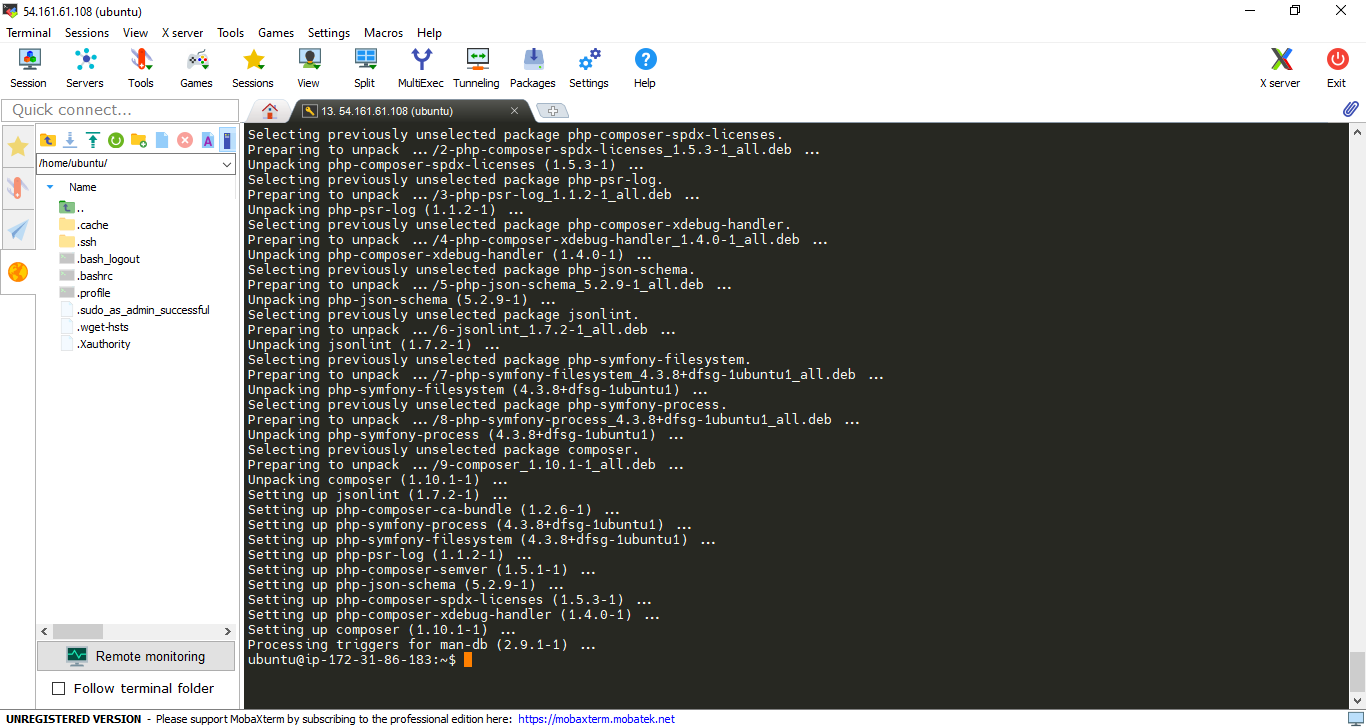 54.161.61.108 (ubuntu)
Terminal Sessions View X server Tools Games Settings Macros Help
Session Servers Tools Games Sessions View Split MultiExec Tunneling Packages Settings Help X server Exit
Quick connect...
13. 54.161.61.108 (ubuntu)
/home/ubuntu/
Name
..
.cache
.ssh
.bash_logout
.bashrc
.profile
.sudo_as_admin_successful
.wget-hsts
.Xauthority
Remote monitoring
Follow terminal folder
Selecting previously unselected package php-composer-spdx-licenses.
Preparing to unpack .../2-php-composer-spdx-licenses_1.5.3-1_all.deb ...
Unpacking php-composer-spdx-licenses (1.5.3-1) ...
Selecting previously unselected package php-psr-log.
Preparing to unpack .../3-php-psr-log_1.1.2-1_all.deb ...
Unpacking php-psr-log (1.1.2-1) ...
Selecting previously unselected package php-composer-xdebug-handler.
Preparing to unpack .../4-php-composer-xdebug-handler_1.4.0-1_all.deb ...
Unpacking php-composer-xdebug-handler (1.4.0-1) ...
Selecting previously unselected package php-json-schema.
Preparing to unpack .../5-php-json-schema_5.2.9-1_all.deb ...
Unpacking php-json-schema (5.2.9-1) ...
Selecting previously unselected package jsonlint.
Preparing to unpack .../6-jsonlint_1.7.2-1_all.deb ...
Unpacking jsonlint (1.7.2-1) ...
Selecting previously unselected package php-symfony-filesystem.
Preparing to unpack .../7-php-symfony-filesystem_4.3.8+dfsg-1ubuntu1_all.deb ...
Unpacking php-symfony-filesystem (4.3.8+dfsg-1ubuntu1) ...
Selecting previously unselected package php-symfony-process.
Preparing to unpack .../8-php-symfony-process_4.3.8+dfsg-1ubuntu1_all.deb ...
Unpacking php-symfony-process (4.3.8+dfsg-1ubuntu1) ...
Selecting previously unselected package composer.
Preparing to unpack .../9-composer_1.10.1-1_all.deb ...
Unpacking composer (1.10.1-1) ...
Setting up jsonlint (1.7.2-1) ...
Setting up php-composer-ca-bundle (1.2.6-1) ...
Setting up php-symfony-process (4.3.8+dfsg-1ubuntu1) ...
Setting up php-symfony-filesystem (4.3.8+dfsg-1ubuntu1) ...
Setting up php-psr-log (1.1.2-1) ...
Setting up php-composer-semver (1.5.1-1) ...
Setting up php-json-schema (5.2.9-1) ...
Setting up php-composer-spdx-licenses (1.5.3-1) ...
Setting up php-composer-xdebug-handler (1.4.0-1) ...
Setting up composer (1.10.1-1) ...
Processing triggers for man-db (2.9.1-1) ...
ubuntu@ip-172-31-86-183:~$
UNREGISTERED VERSION - Please support MobaXterm by subscribing to the professional edition here: https://mobaxterm.mobatek.net